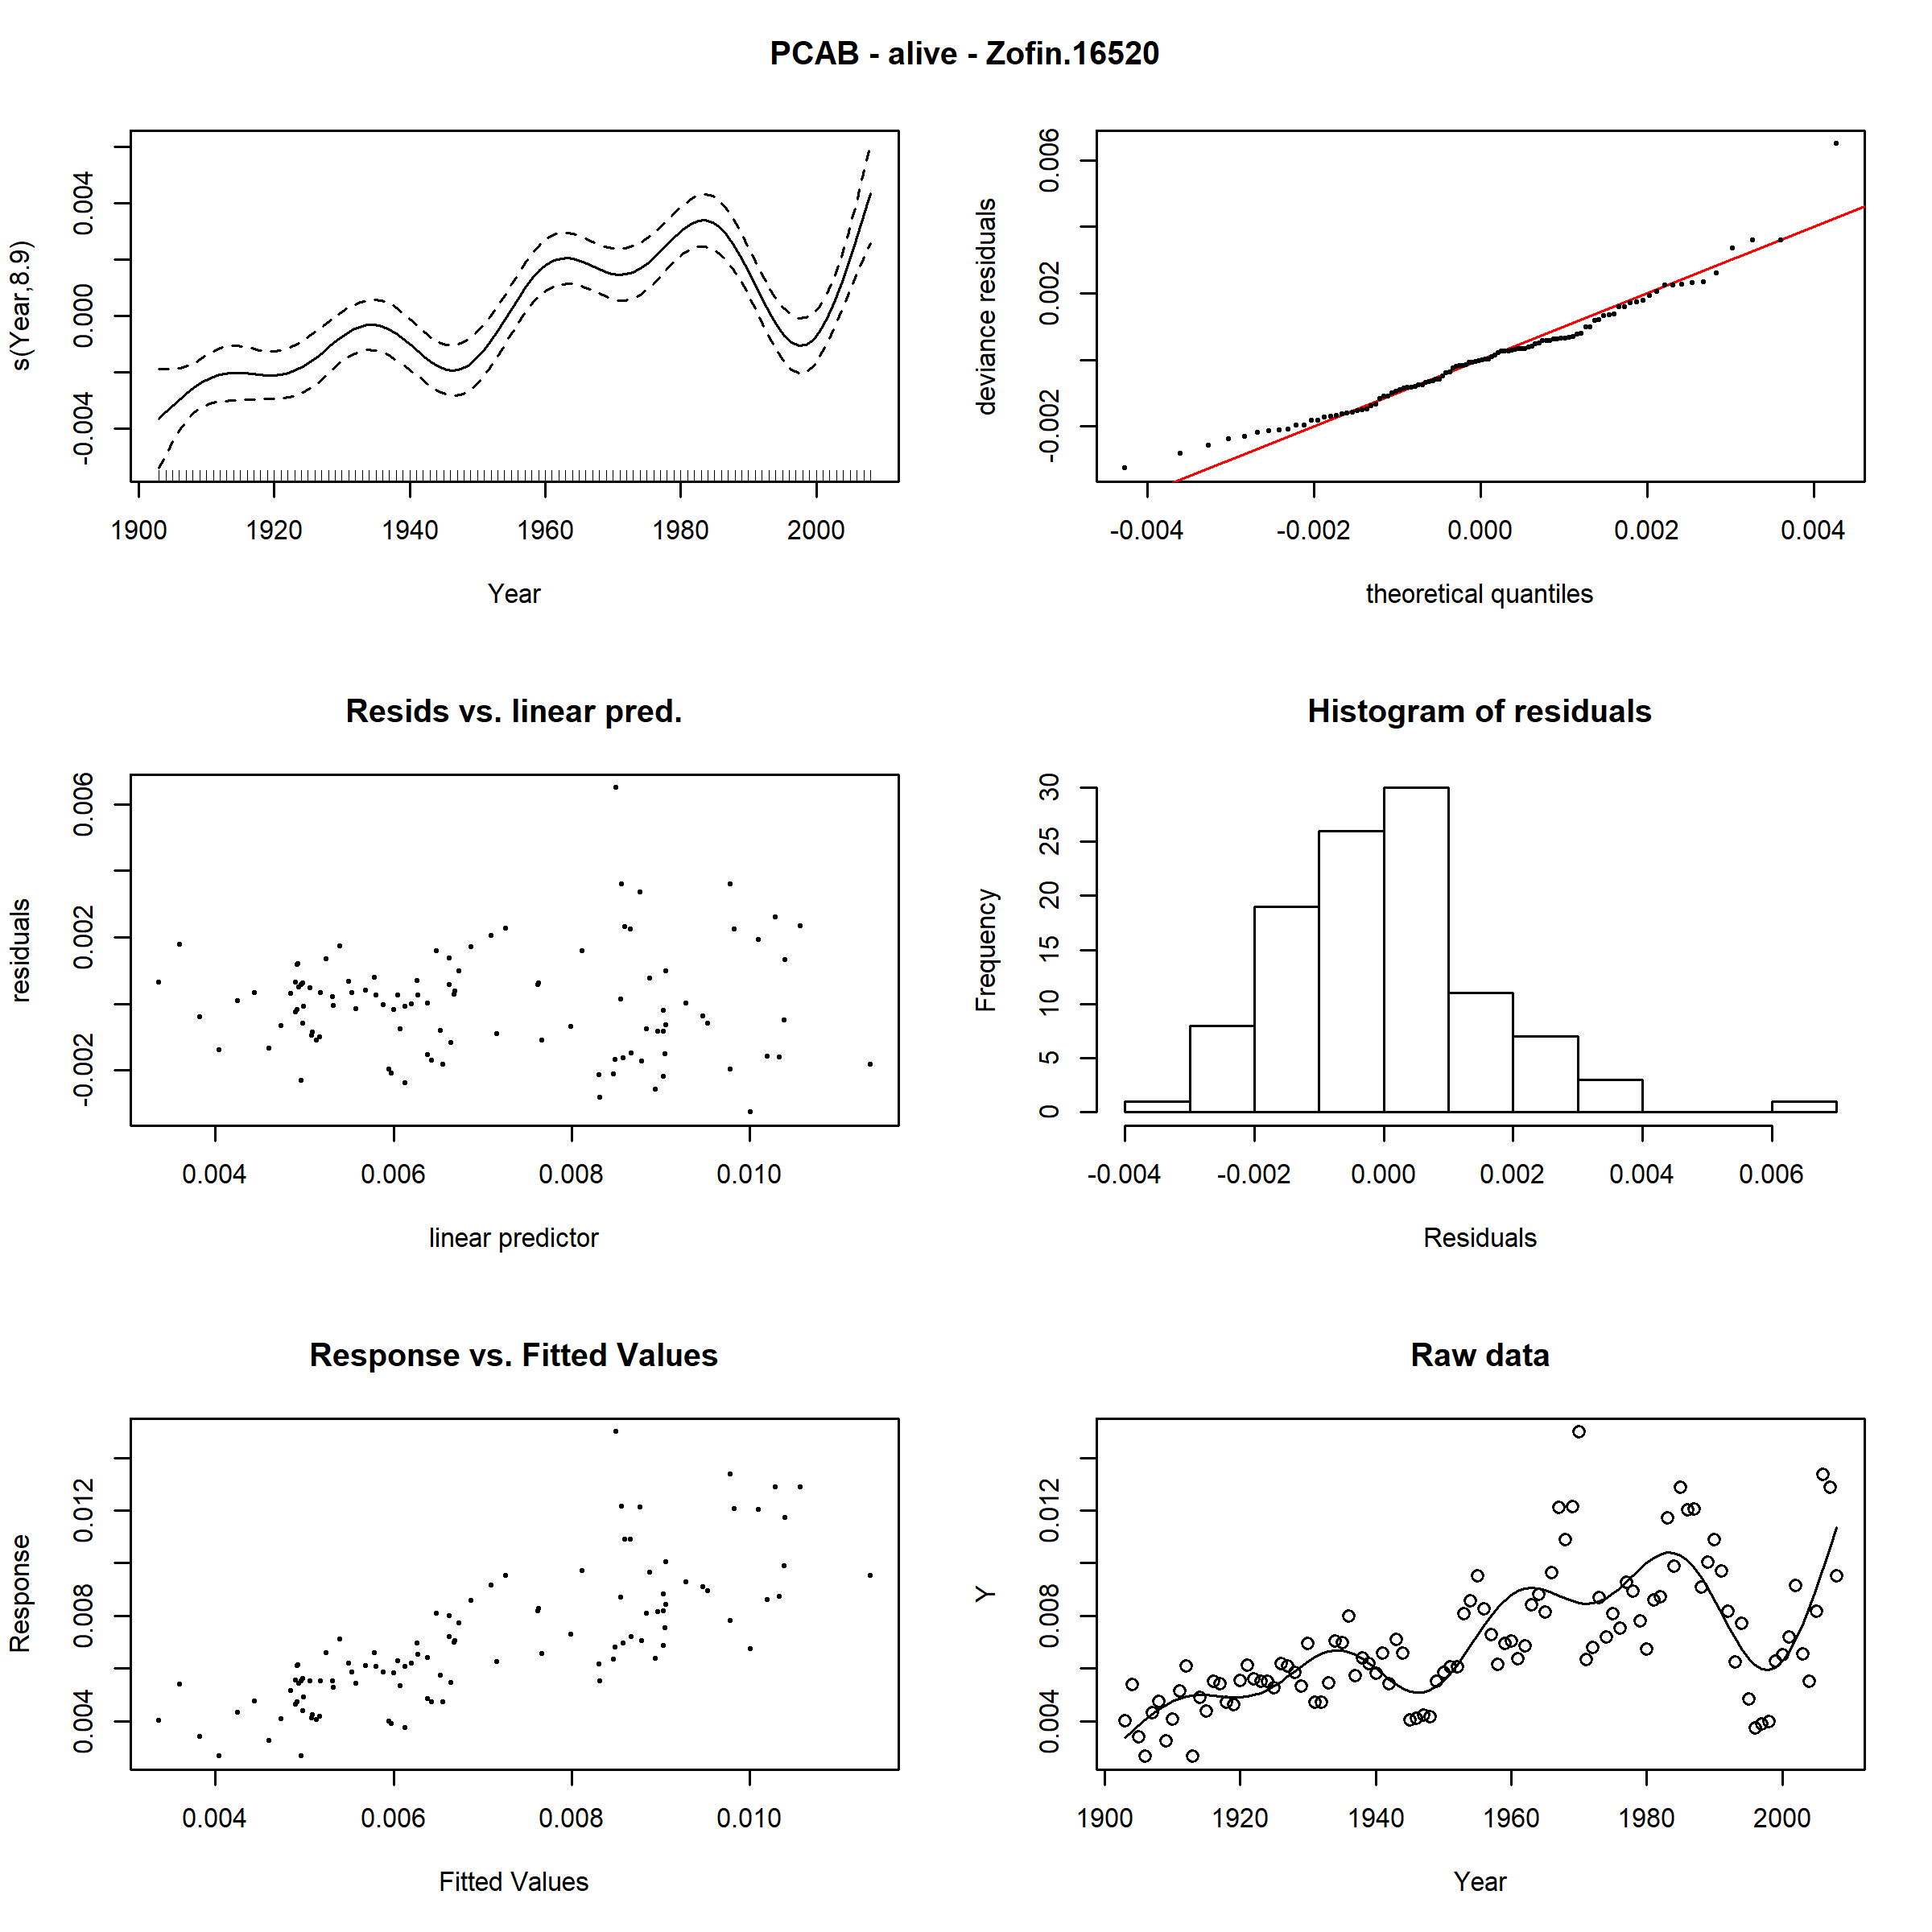 PCAB - alive - Zofin.16520
s(Year,8.9)
-0.004 0.000 0.004
1900 1920 1940 1960 1980 2000
Year
deviance residuals
-0.002 0.002 0.006
-0.004 -0.002 0.000 0.002 0.004
theoretical quantiles
Resids vs. linear pred.
residuals
-0.002 0.002 0.006
0.004 0.006 0.008 0.010
linear predictor
Histogram of residuals
Frequency
0 5 10 15 20 25 30
-0.004 -0.002 0.000 0.002 0.004 0.006
Residuals
Response vs. Fitted Values
Response
0.004 0.008 0.012
0.004 0.006 0.008 0.010
Fitted Values
Raw data
Y
0.004 0.008 0.012
1900 1920 1940 1960 1980 2000
Year